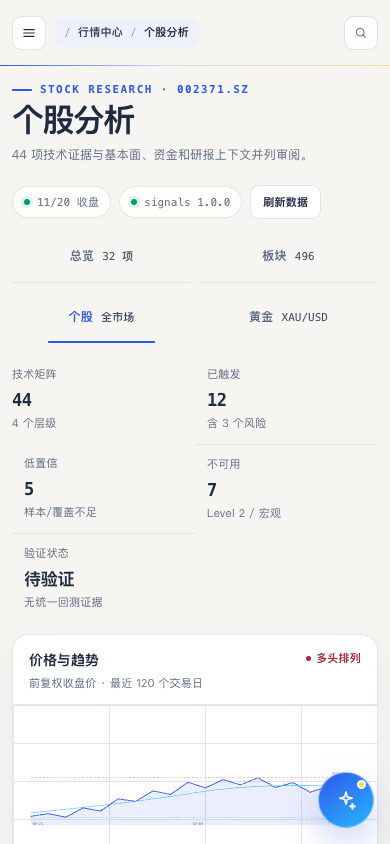 / 行情中心 / 个股分析
STOCK RESEARCH · 002371.SZ
个股分析
44 项技术证据与基本面、资金和研报上下文并列审阅。
11/20 收盘
signals 1.0.0
刷新数据
总览 32 项
板块 496
个股 全市场
黄金 XAU/USD
技术矩阵
44
4 个层级
已触发
12
含 3 个风险
低置信
5
样本/覆盖不足
不可用
7
Level 2 / 宏观
验证状态
待验证
无统一回测证据
价格与趋势
多头排列
前复权收盘价 · 最近 120 个交易日